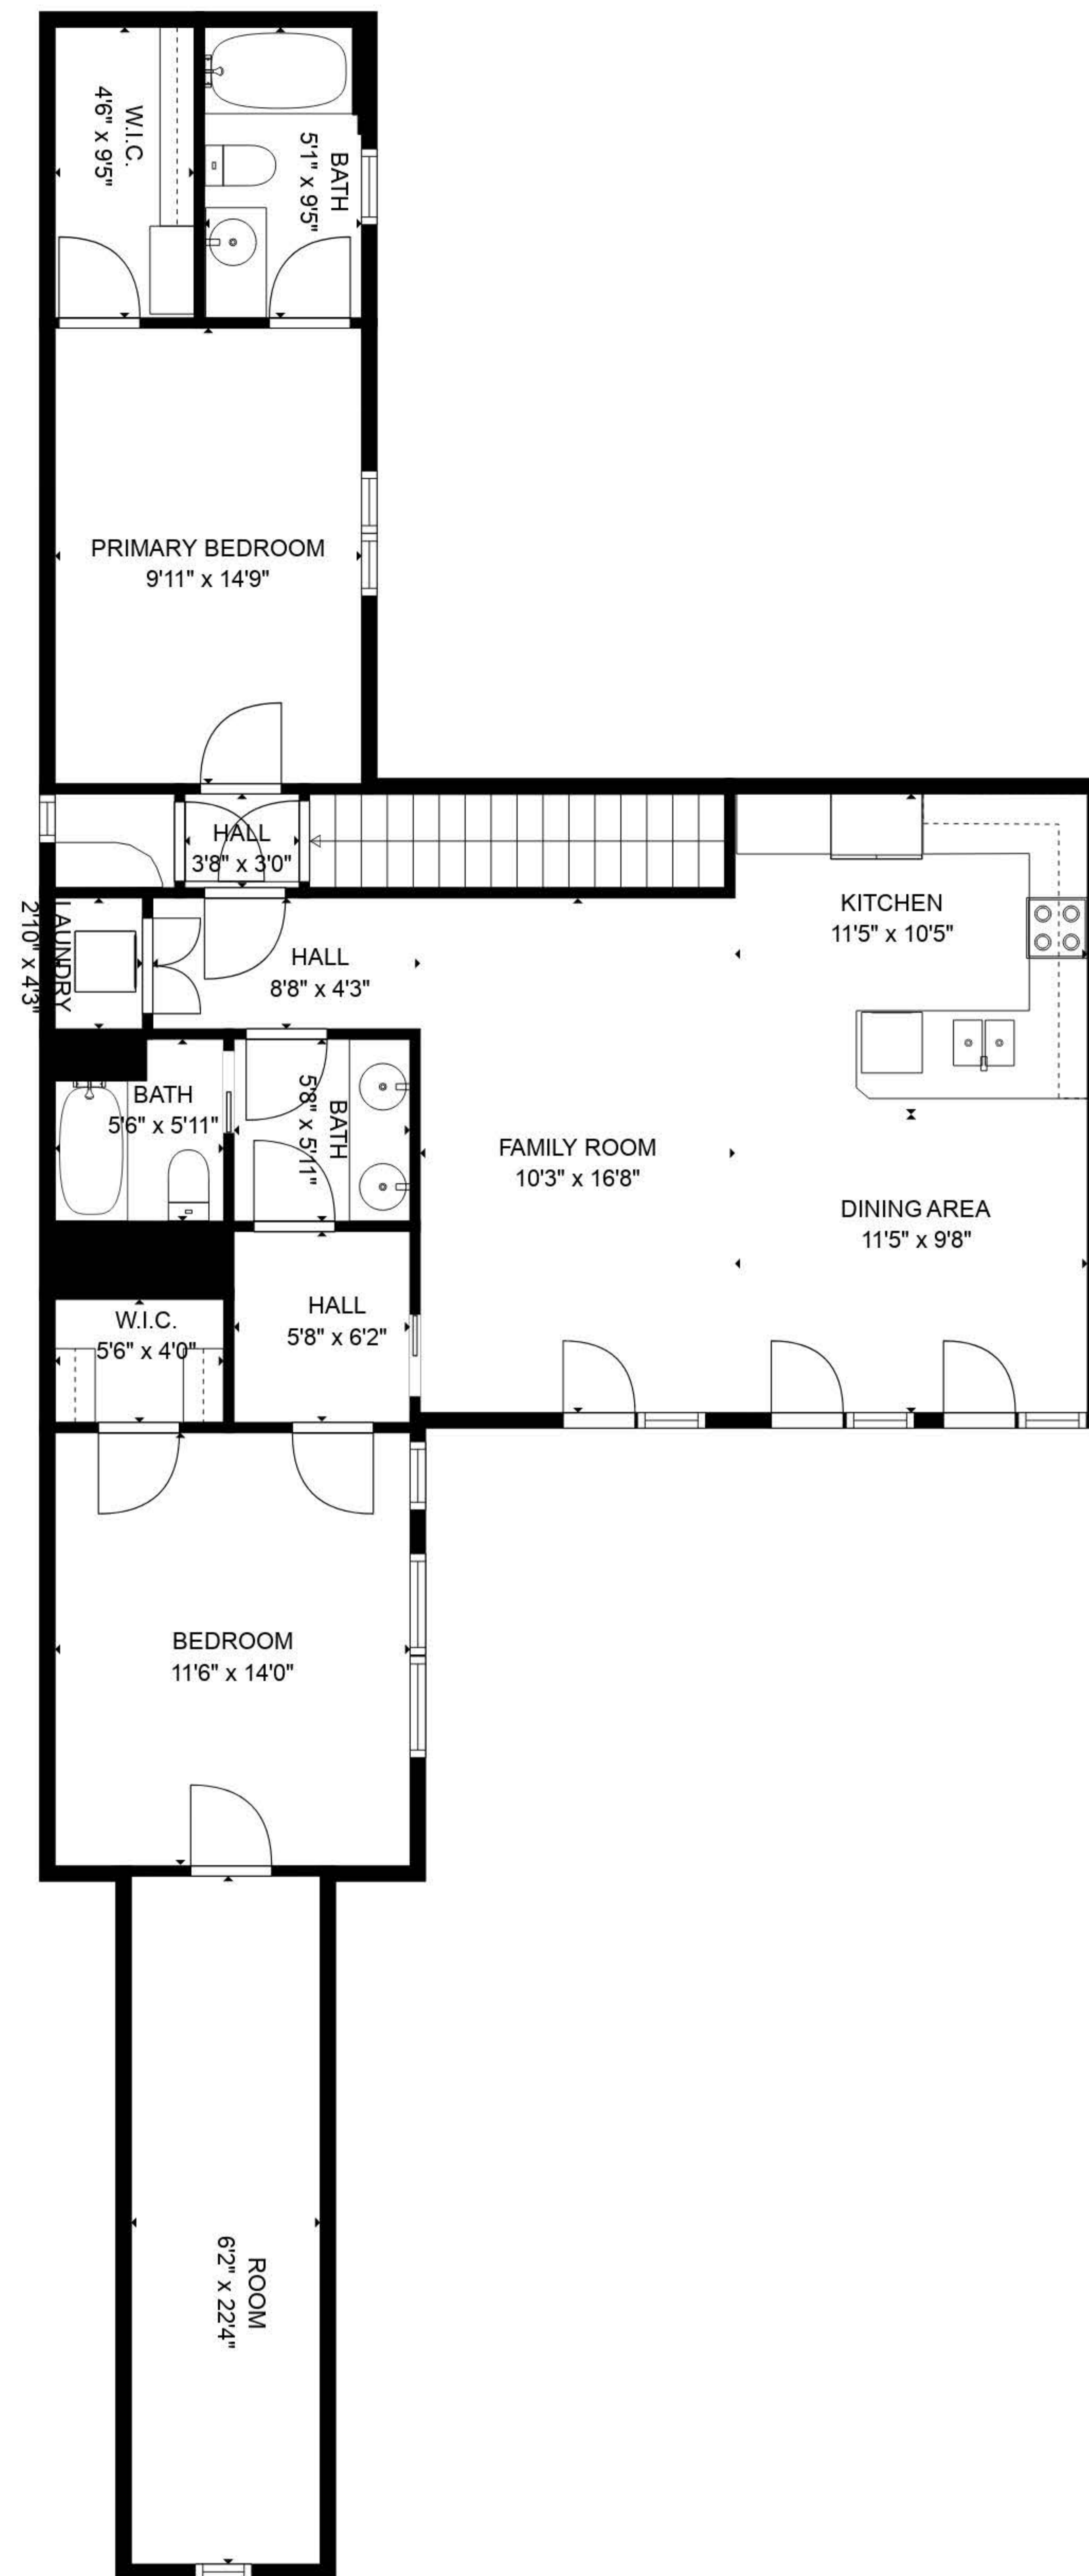 W.I.C.
4'6" x 9'5"
BATH
5'1" x 9'5"
PRIMARY BEDROOM
9'11" x 14'9"
HALL
3'8" x 3'0"
KITCHEN
11'5" x 10'5"
LAUNDRY
2'10" x 4'3"
HALL
8'8" x 4'3"
BATH
5'6" x 5'11"
BATH
5'8" x 5'11"
FAMILY ROOM
10'3" x 16'8"
DINING AREA
11'5" x 9'8"
W.I.C.
5'6" x 4'0"
HALL
5'8" x 6'2"
BEDROOM
11'6" x 14'0"
ROOM
6'2" x 22'4"